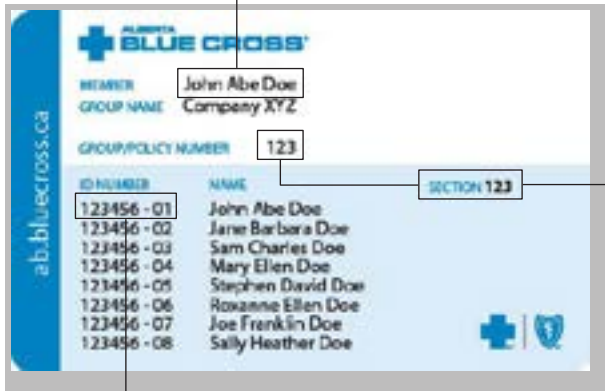 ALBERTA
BLUE CROSS®
MEMBER John Abe Doe
GROUP NAME Company XYZ
GROUP/POLICY NUMBER 123
ID NUMBER NAME SECTION 123
123456 - 01 John Abe Doe
123456 - 02 Jane Barbara Doe
123456 - 03 Sam Charles Doe
123456 - 04 Mary Ellen Doe
123456 - 05 Stephen David Doe
123456 - 06 Roxanne Ellen Doe
123456 - 07 Joe Franklin Doe
123456 - 08 Sally Heather Doe
ab.bluecross.ca